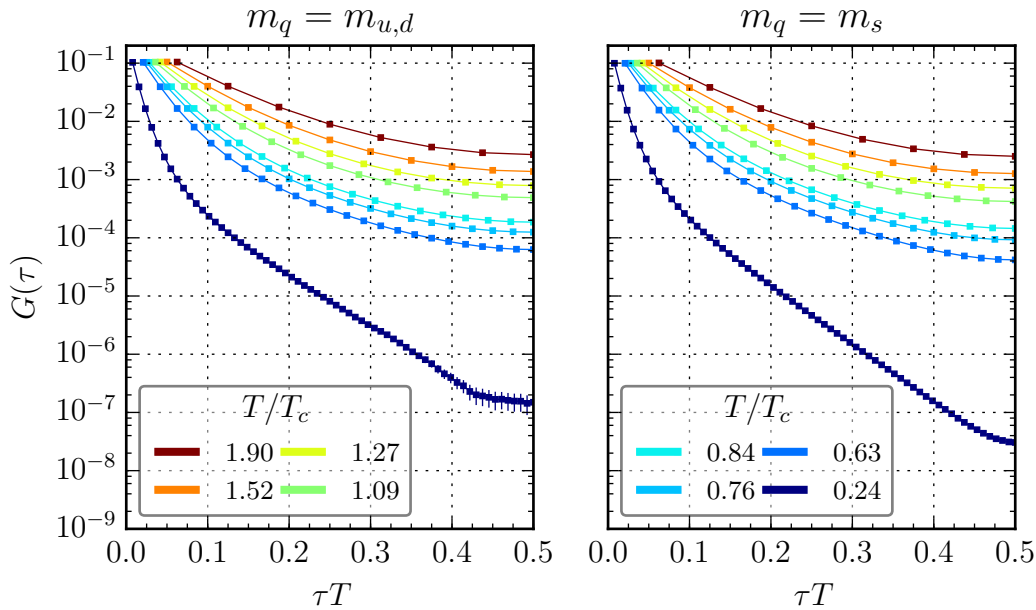 m_q = m_{u,d}
m_q = m_s
G(τ)
10^{-1}
10^{-2}
10^{-3}
10^{-4}
10^{-5}
10^{-6}
10^{-7}
10^{-8}
10^{-9}
T/T_c
1.90 1.27
1.52 1.09
T/T_c
0.84 0.63
0.76 0.24
0.0 0.1 0.2 0.3 0.4 0.5
0.0 0.1 0.2 0.3 0.4 0.5
τT
τT